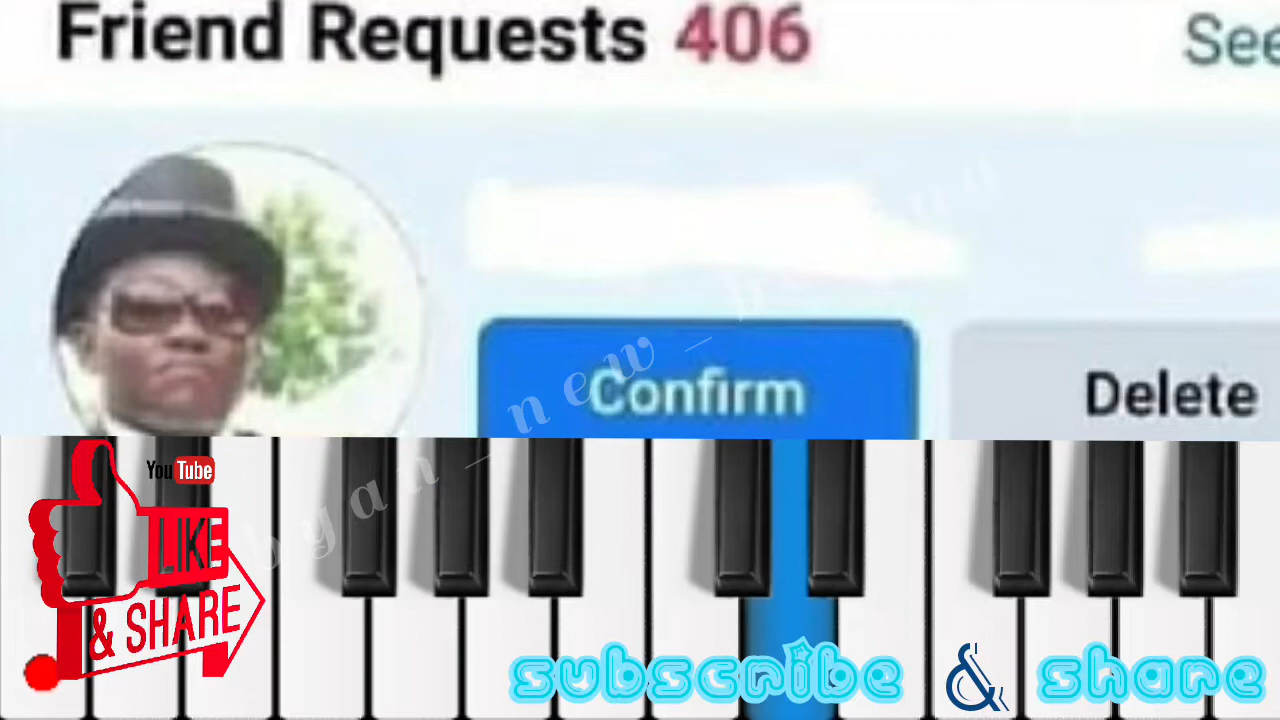 Friend Requests 406
See
Confirm
Delete
YouTube
LIKE
& SHARE
subscribe & share